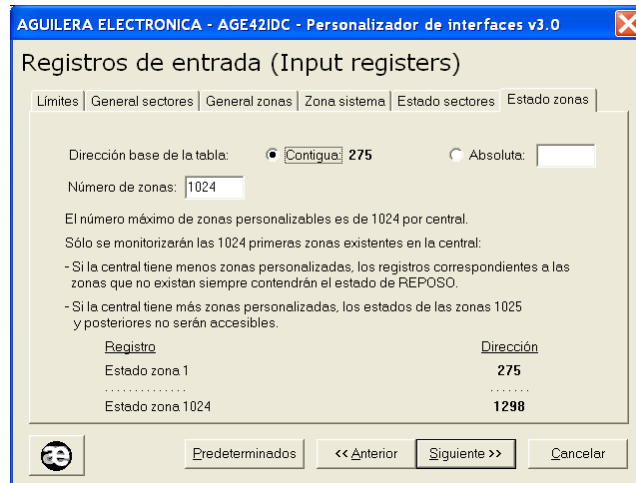 AGUILERA ELECTRONICA - AGE42IDC - Personalizador de interfaces v3.0
Registros de entrada (Input registers)
Límites General sectores General zonas Zona sistema Estado sectores Estado zonas
Dirección base de la tabla: Contigua: 275 Absoluta:
Número de zonas: 1024
El número máximo de zonas personalizables es de 1024 por central.
Sólo se monitorizarán las 1024 primeras zonas existentes en la central:
- Si la central tiene menos zonas personalizadas, los registros correspondientes a las
zonas que no existan siempre contendrán el estado de REPOSO.
- Si la central tiene más zonas personalizadas, los estados de las zonas 1025
y posteriores no serán accesibles.
Registro Dirección
Estado zona 1 275
. . . . . . . . . . . . . . . . . . . . .
Estado zona 1024 1298
æ Predeterminados << Anterior Siguiente >> Cancelar